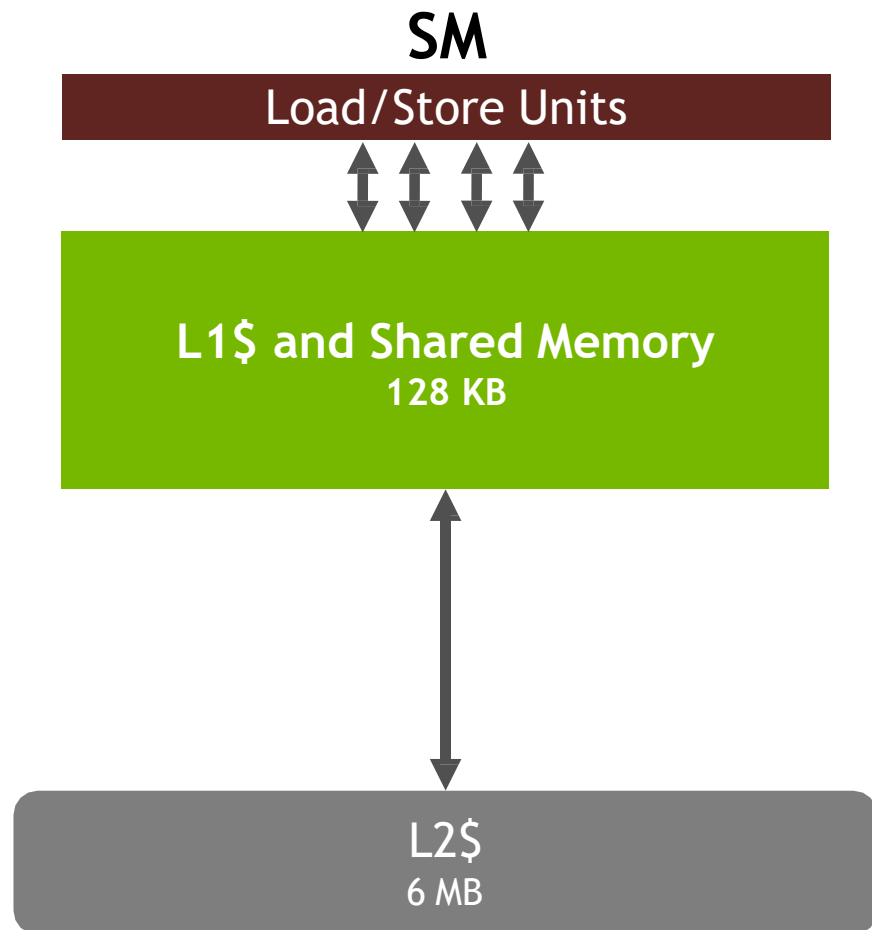 SM
Load/Store Units
L1$ and Shared Memory
128 KB
L2$
6 MB